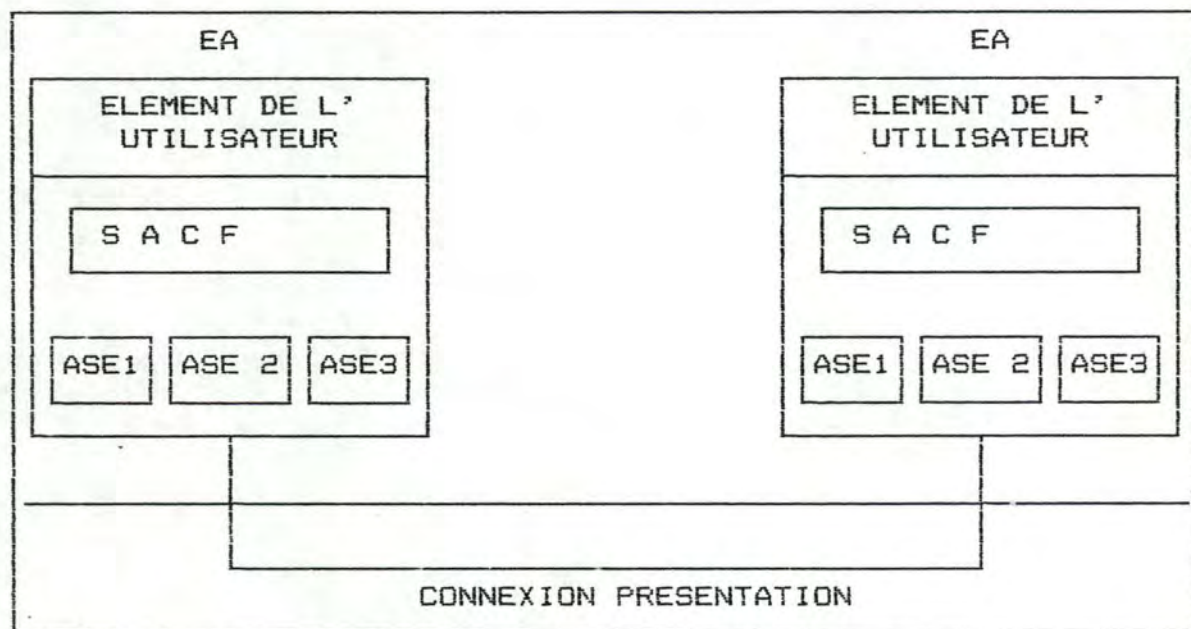 EA
ELEMENT DE L'
UTILISATEUR
S A C F
ASE1 ASE 2 ASE3
EA
ELEMENT DE L'
UTILISATEUR
S A C F
ASE1 ASE 2 ASE3
CONNEXION PRESENTATION